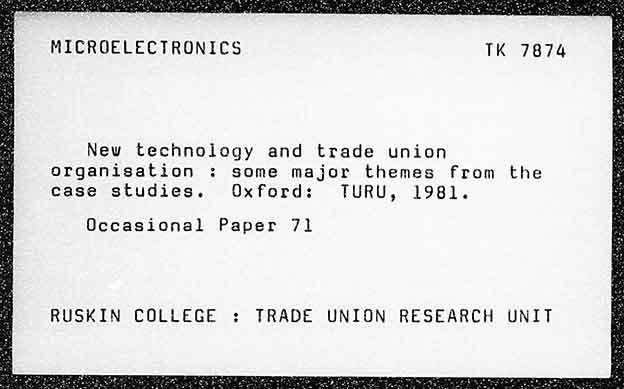 MICROELECTRONICS TK 7874
New technology and trade union
organisation : some major themes from the
case studies. Oxford: TURU, 1981.
Occasional Paper 71
RUSKIN COLLEGE : TRADE UNION RESEARCH UNIT